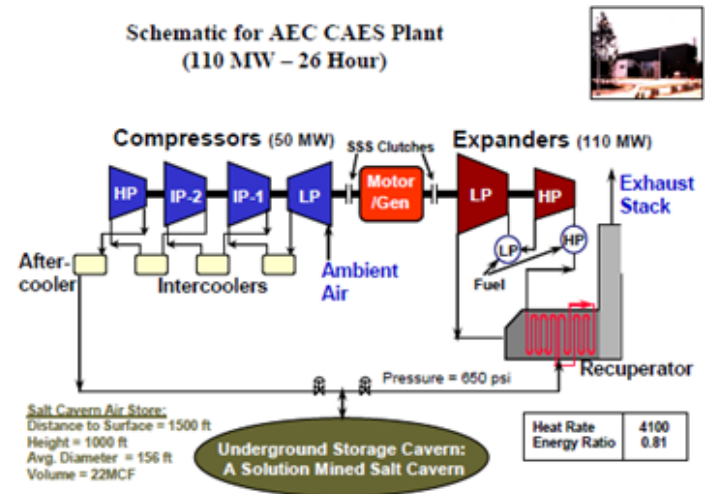 Schematic for AEC CAES Plant
(110 MW – 26 Hour)
Compressors (50 MW)
SSS Clutches
Expanders (110 MW)
HP
IP-2
IP-1
LP
Motor
/Gen
LP
HP
Exhaust
Stack
LP
HP
Fuel
After-
cooler
Intercoolers
Ambient
Air
Recuperator
Pressure = 650 psi
Salt Cavern Air Store:
Distance to Surface = 1500 ft
Height = 1000 ft
Avg. Diameter = 156 ft
Volume = 22MCF
Underground Storage Cavern:
A Solution Mined Salt Cavern
Heat Rate 4100
Energy Ratio 0.81